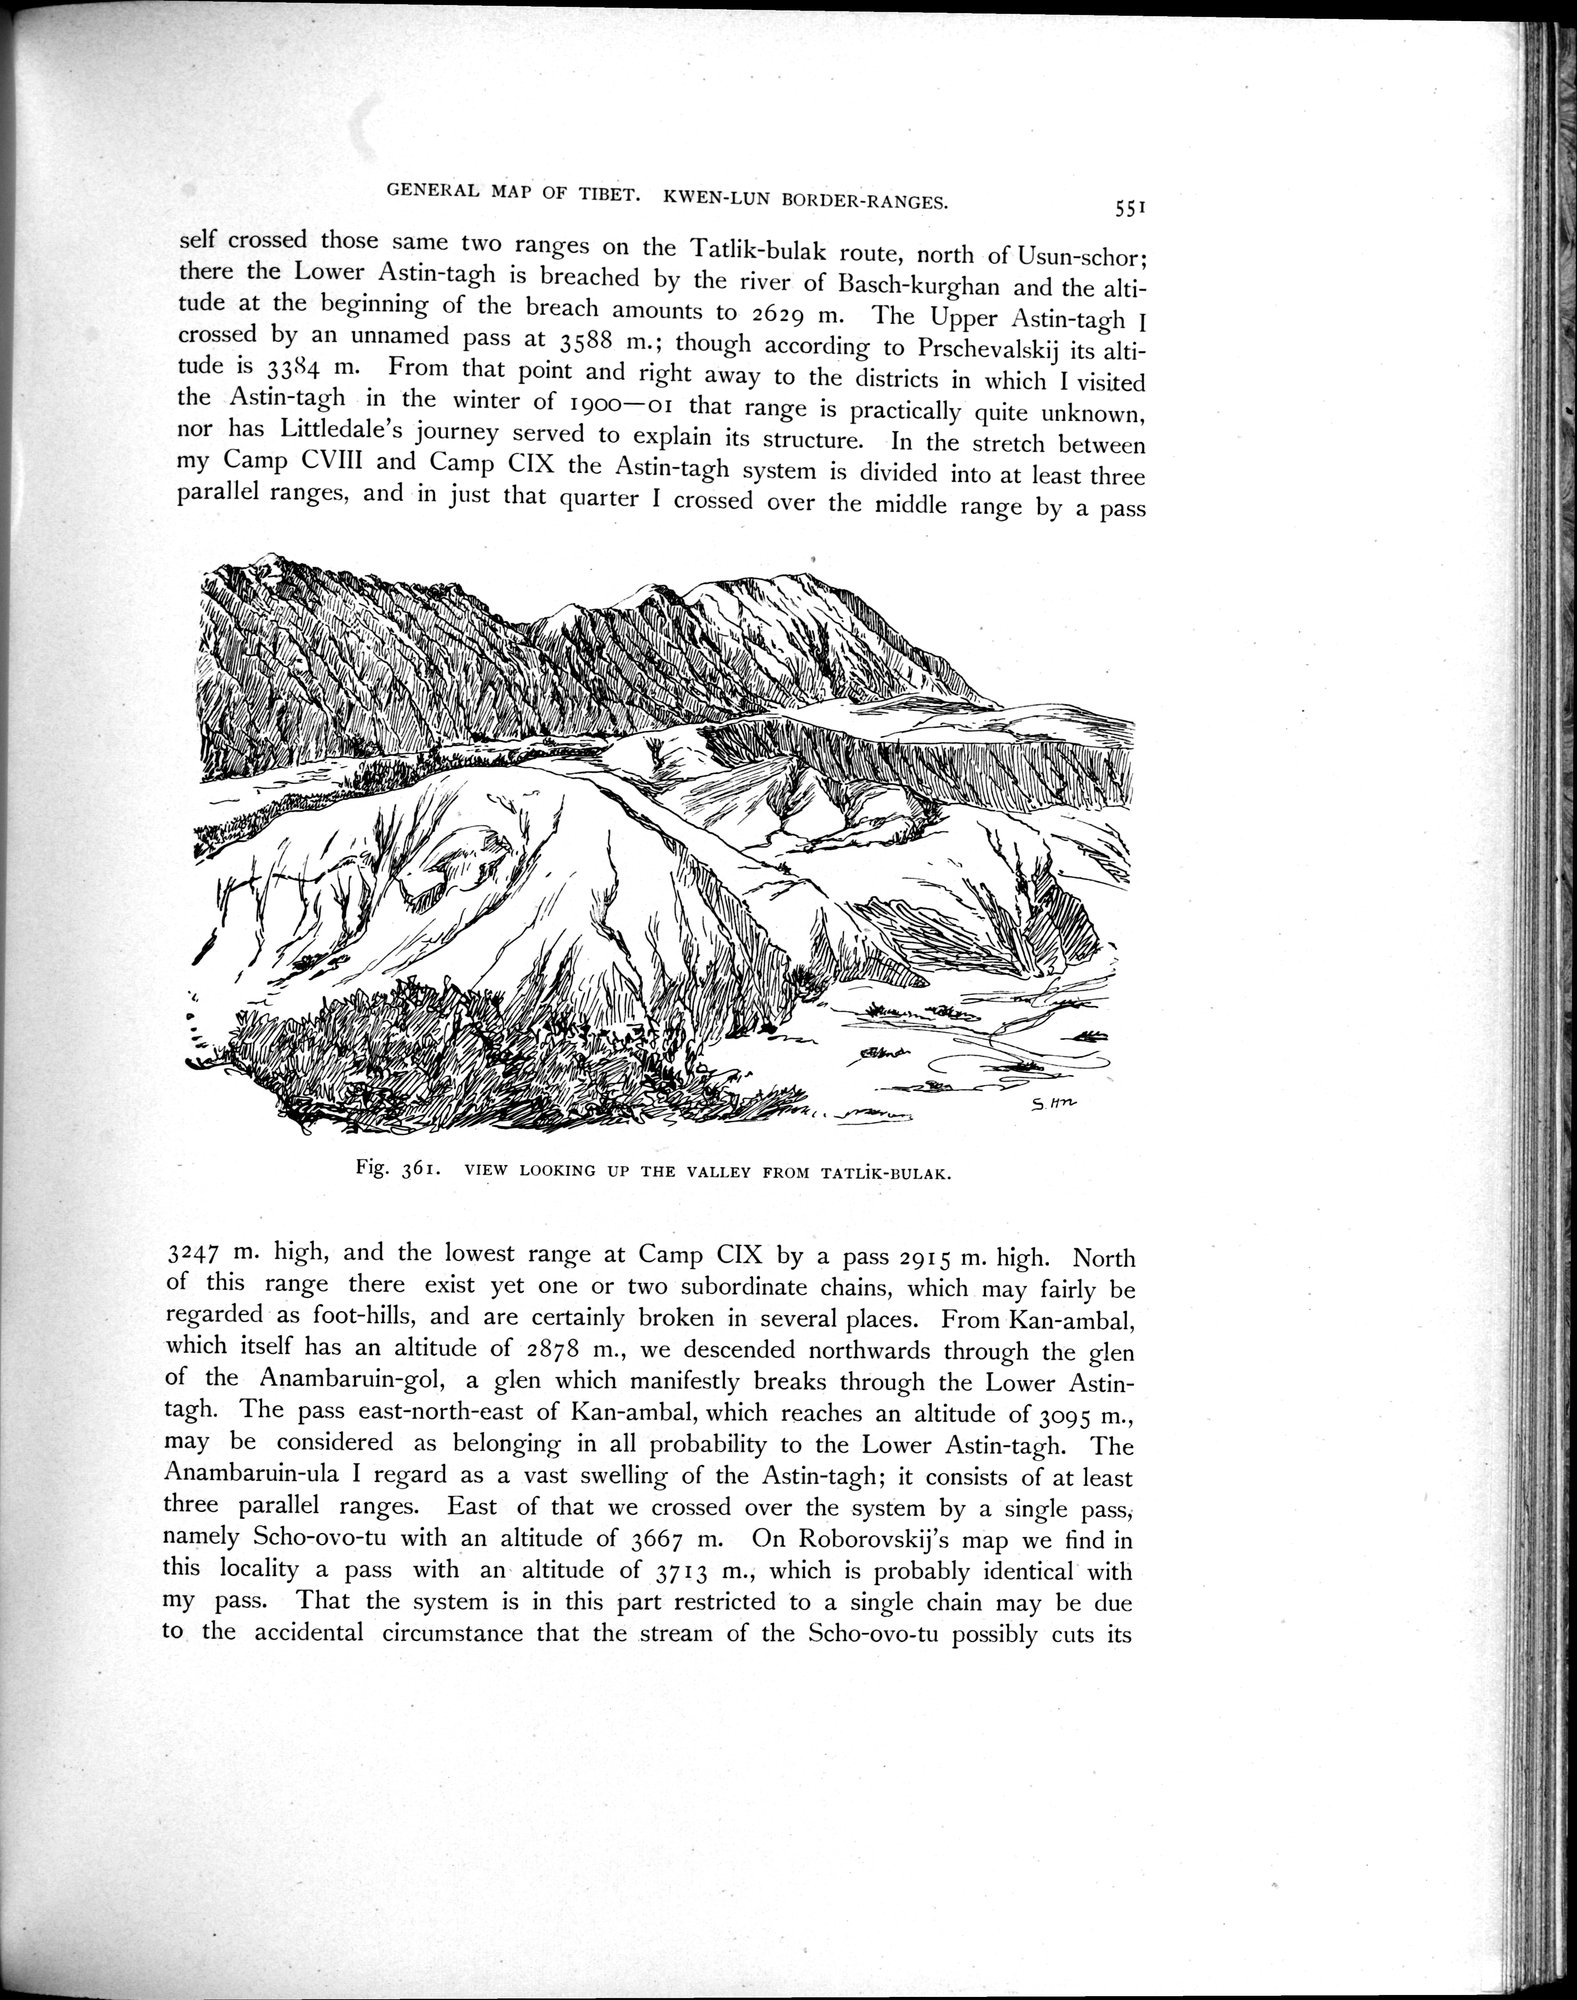 GENERAL MAP OF TIBET. KWEN-LUN BORDER-RANGES. 551
self crossed those same two ranges on the Tatlik-bulak route, north of Usun-schor;
there the Lower Astin-tagh is breached by the river of Basch-kurghan and the alti-
tude at the beginning of the breach amounts to 2629 m. The Upper Astin-tagh I
crossed by an unnamed pass at 3588 m.; though according to Prschevalskij its alti-
tude is 3384 m. From that point and right away to the districts in which I visited
the Astin-tagh in the winter of 1900—01 that range is practically quite unknown,
nor has Littledale's journey served to explain its structure. In the stretch between
my Camp CVIII and Camp CIX the Astin-tagh system is divided into at least three
parallel ranges, and in just that quarter I crossed over the middle range by a pass
S. Hn
Fig. 361. VIEW LOOKING UP THE VALLEY FROM TATLIK-BULAK.
3247 m. high, and the lowest range at Camp CIX by a pass 2915 m. high. North
of this range there exist yet one or two subordinate chains, which may fairly be
regarded as foot-hills, and are certainly broken in several places. From Kan-ambal,
which itself has an altitude of 2878 m., we descended northwards through the glen
of the Anambaruin-gol, a glen which manifestly breaks through the Lower Astin-
tagh. The pass east-north-east of Kan-ambal, which reaches an altitude of 3095 m.,
may be considered as belonging in all probability to the Lower Astin-tagh. The
Anambaruin-ula I regard as a vast swelling of the Astin-tagh; it consists of at least
three parallel ranges. East of that we crossed over the system by a single pass,
namely Scho-ovo-tu with an altitude of 3667 m. On Roborovskij's map we find in
this locality a pass with an altitude of 3713 m., which is probably identical with
my pass. That the system is in this part restricted to a single chain may be due
to the accidental circumstance that the stream of the Scho-ovo-tu possibly cuts its